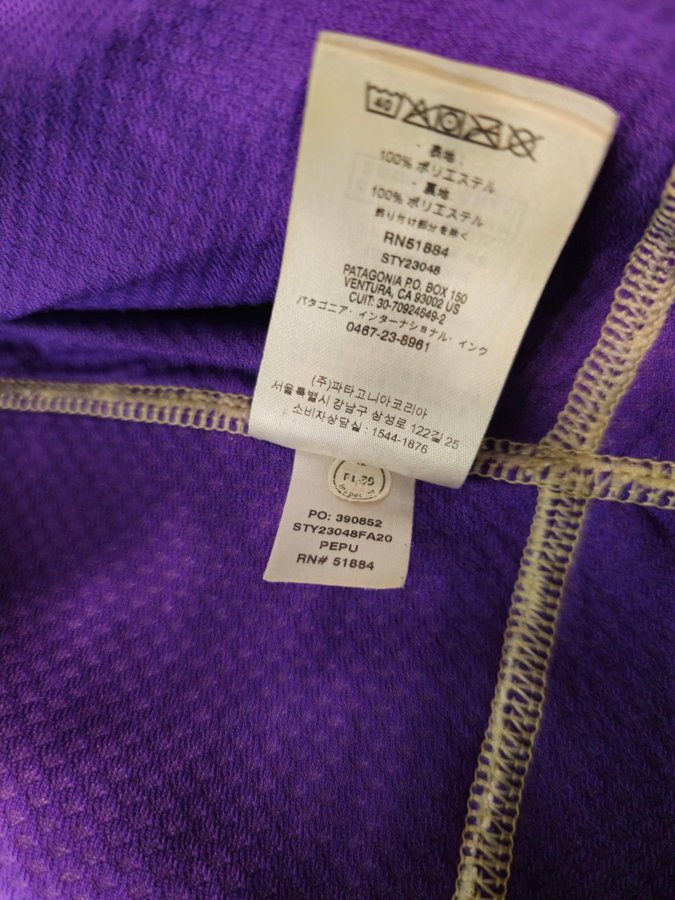 40
・表地：
100% ポリエステル
・裏地
100% ポリエステル
飾り付け部分を除く
RN51884
STY23048
PATAGONIA P.O. BOX 150
VENTURA, CA 93002 US
CUIT: 30-70924649-2
パタゴニア・インターナショナル・インク
0467-23-8961
(주)파타고니아코리아
서울특별시 강남구 삼성로 122길 25
소비자상담실 : 1544-1876
PO: 390852
STY23048FA20
PEPU
RN# 51884